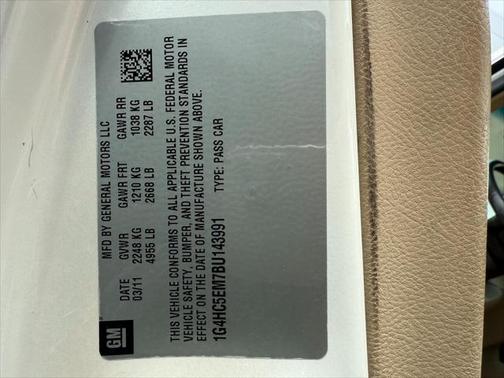 GM
MFD BY GENERAL MOTORS LLC
DATE GVWR GAWR FRT GAWR RR
03/11 2248 KG 1210 KG 1038 KG
4955 LB 2668 LB 2287 LB
THIS VEHICLE CONFORMS TO ALL APPLICABLE U.S. FEDERAL MOTOR
VEHICLE SAFETY, BUMPER, AND THEFT PREVENTION STANDARDS IN
EFFECT ON THE DATE OF MANUFACTURE SHOWN ABOVE.
1G4HC5EM7BU143991 TYPE: PASS CAR